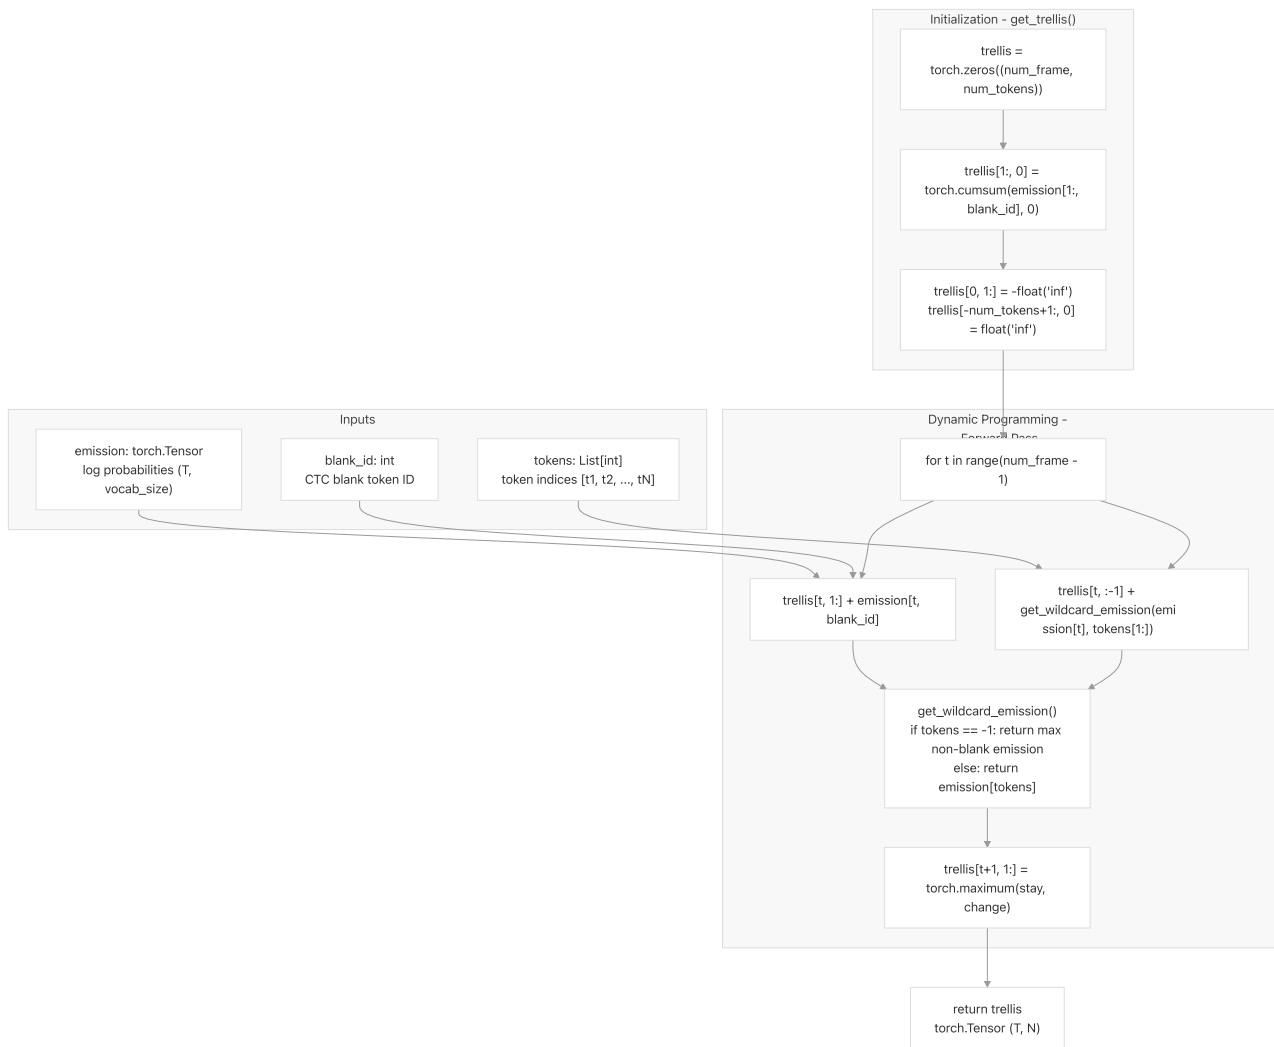 Initialization - get_trellis()
trellis =
torch.zeros((num_frame,
num_tokens))
trellis[1:, 0] =
torch.cumsum(emission[1:,
blank_id], 0)
trellis[0, 1:] = -float('inf')
trellis[-num_tokens+1:, 0]
= float('inf')
Inputs
emission: torch.Tensor
log probabilities (T,
vocab_size)
blank_id: int
CTC blank token ID
tokens: List[int]
token indices [t1, t2, ..., tN]
Dynamic Programming -
Forward Pass
for t in range(num_frame -
1)
trellis[t, 1:] + emission[t,
blank_id]
trellis[t, :-1] +
get_wildcard_emission(emi
ssion[t], tokens[1:])
get_wildcard_emission()
if tokens == -1: return max
non-blank emission
else: return
emission[tokens]
trellis[t+1, 1:] =
torch.maximum(stay,
change)
return trellis
torch.Tensor (T, N)